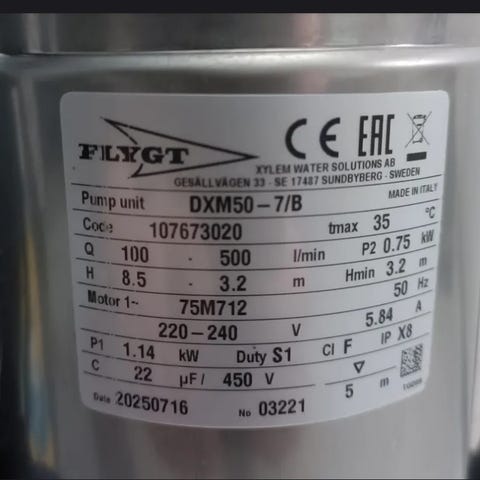 FLYGT CE EAC
XYLEM WATER SOLUTIONS AB
GESÄLLVÄGEN 33 - SE 17487 SUNDBYBERG - SWEDEN
Pump unit DXM50-7/B MADE IN ITALY
Code 107673020 tmax 35 °C
Q 100 - 500 l/min P2 0.75 kW
H 8.5 - 3.2 m Hmin 3.2 m
Motor 1~ 75M712 50 Hz
220-240 V 5.84 A
P1 1.14 kW Duty S1 Cl F IP X8
C 22 µF/ 450 V ▽ 5 m
Date 20250716 No 03221